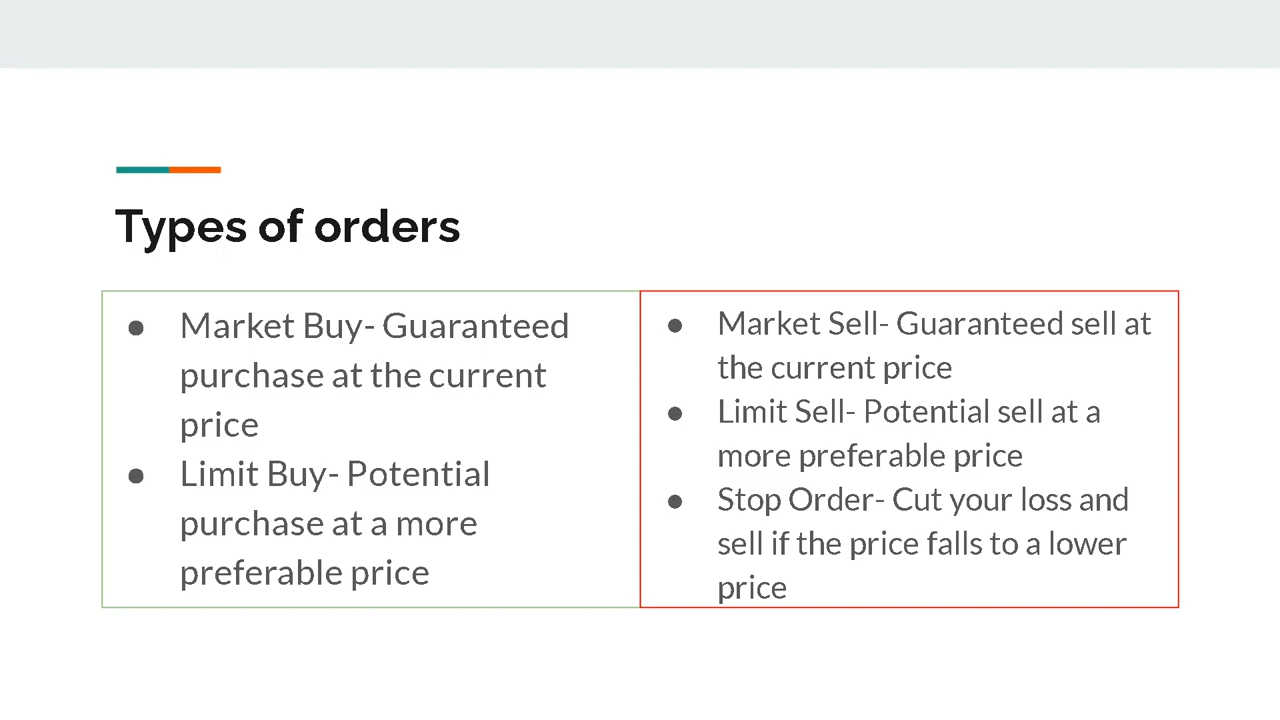 Types of orders
● Market Buy- Guaranteed
purchase at the current
price
● Limit Buy- Potential
purchase at a more
preferable price
● Market Sell- Guaranteed sell at
the current price
● Limit Sell- Potential sell at a
more preferable price
● Stop Order- Cut your loss and
sell if the price falls to a lower
price